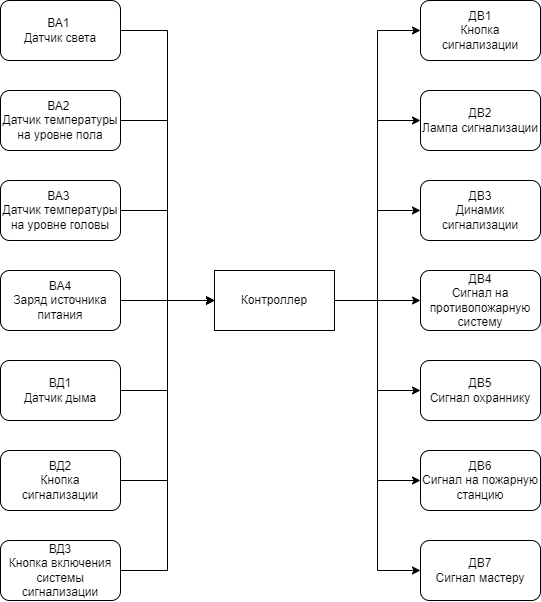 ВА1
Датчик света
ВА2
Датчик температуры
на уровне пола
ВА3
Датчик температуры
на уровне головы
ВА4
Заряд источника
питания
ВД1
Датчик дыма
ВД2
Кнопка
сигнализации
ВД3
Кнопка включения
системы
сигнализации
Контроллер
ДВ1
Кнопка
сигнализации
ДВ2
Лампа сигнализации
ДВ3
Динамик
сигнализации
ДВ4
Сигнал на
противопожарную
систему
ДВ5
Сигнал охраннику
ДВ6
Сигнал на пожарную
станцию
ДВ7
Сигнал мастеру